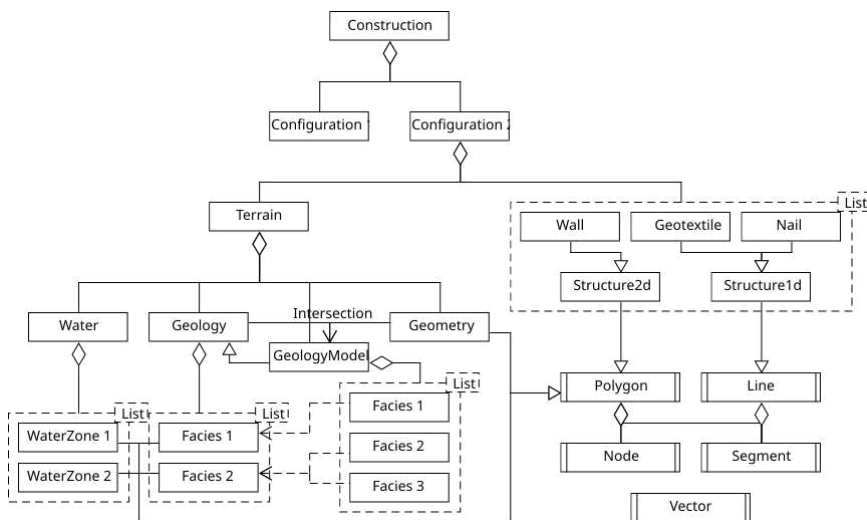 Construction
Configuration
Configuration 2
List
Terrain
Wall
Geotextile
Nail
Structure2d
Structure1d
Intersection
Water
Geology
Geometry
GeologyModel
List
Polygon
Line
Facies 1
List
List
WaterZone 1
Facies 1
Facies 2
Node
Segment
WaterZone 2
Facies 2
Facies 3
Vector